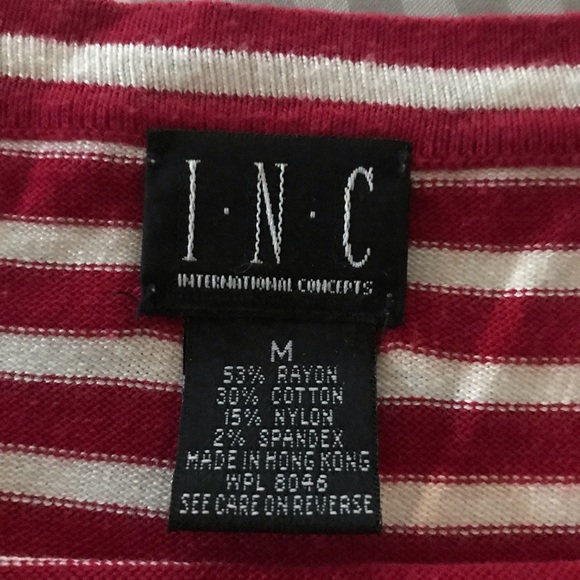 I·N·C
INTERNATIONAL CONCEPTS
M
53% RAYON
30% COTTON
15% NYLON
2% SPANDEX
MADE IN HONG KONG
WPL 8046
SEE CARE ON REVERSE